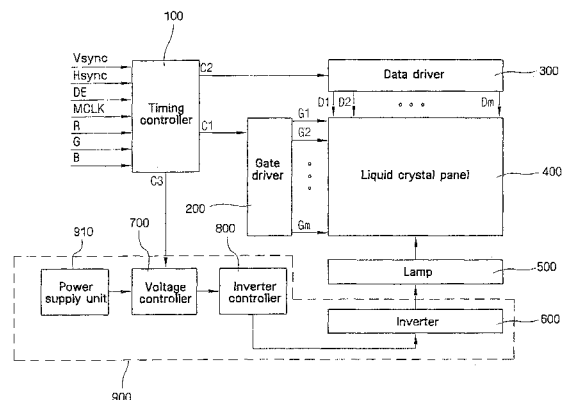 100
Vsync
Hsync
DE
MCLK
R
G
B
Timing
controller
C2
C1
C3
Data driver
300
D1 D2 • • • Dm
G1
G2
Gm
Gate
driver
200
Liquid crystal panel
400
910
700
800
Power
supply unit
Voltage
controller
Inverter
controller
Lamp
500
Inverter
600
900